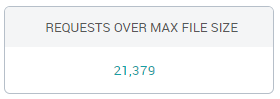 REQUESTS OVER MAX FILE SIZE
21,379